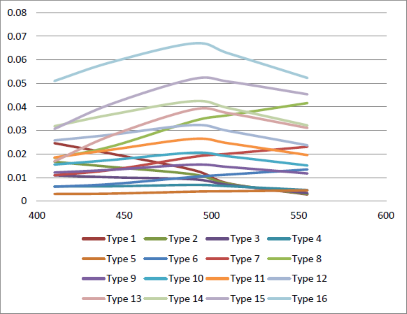 0.08
0.07
0.06
0.05
0.04
0.03
0.02
0.01
0
400 450 500 550 600
Type 1 Type 2 Type 3 Type 4
Type 5 Type 6 Type 7 Type 8
Type 9 Type 10 Type 11 Type 12
Type 13 Type 14 Type 15 Type 16